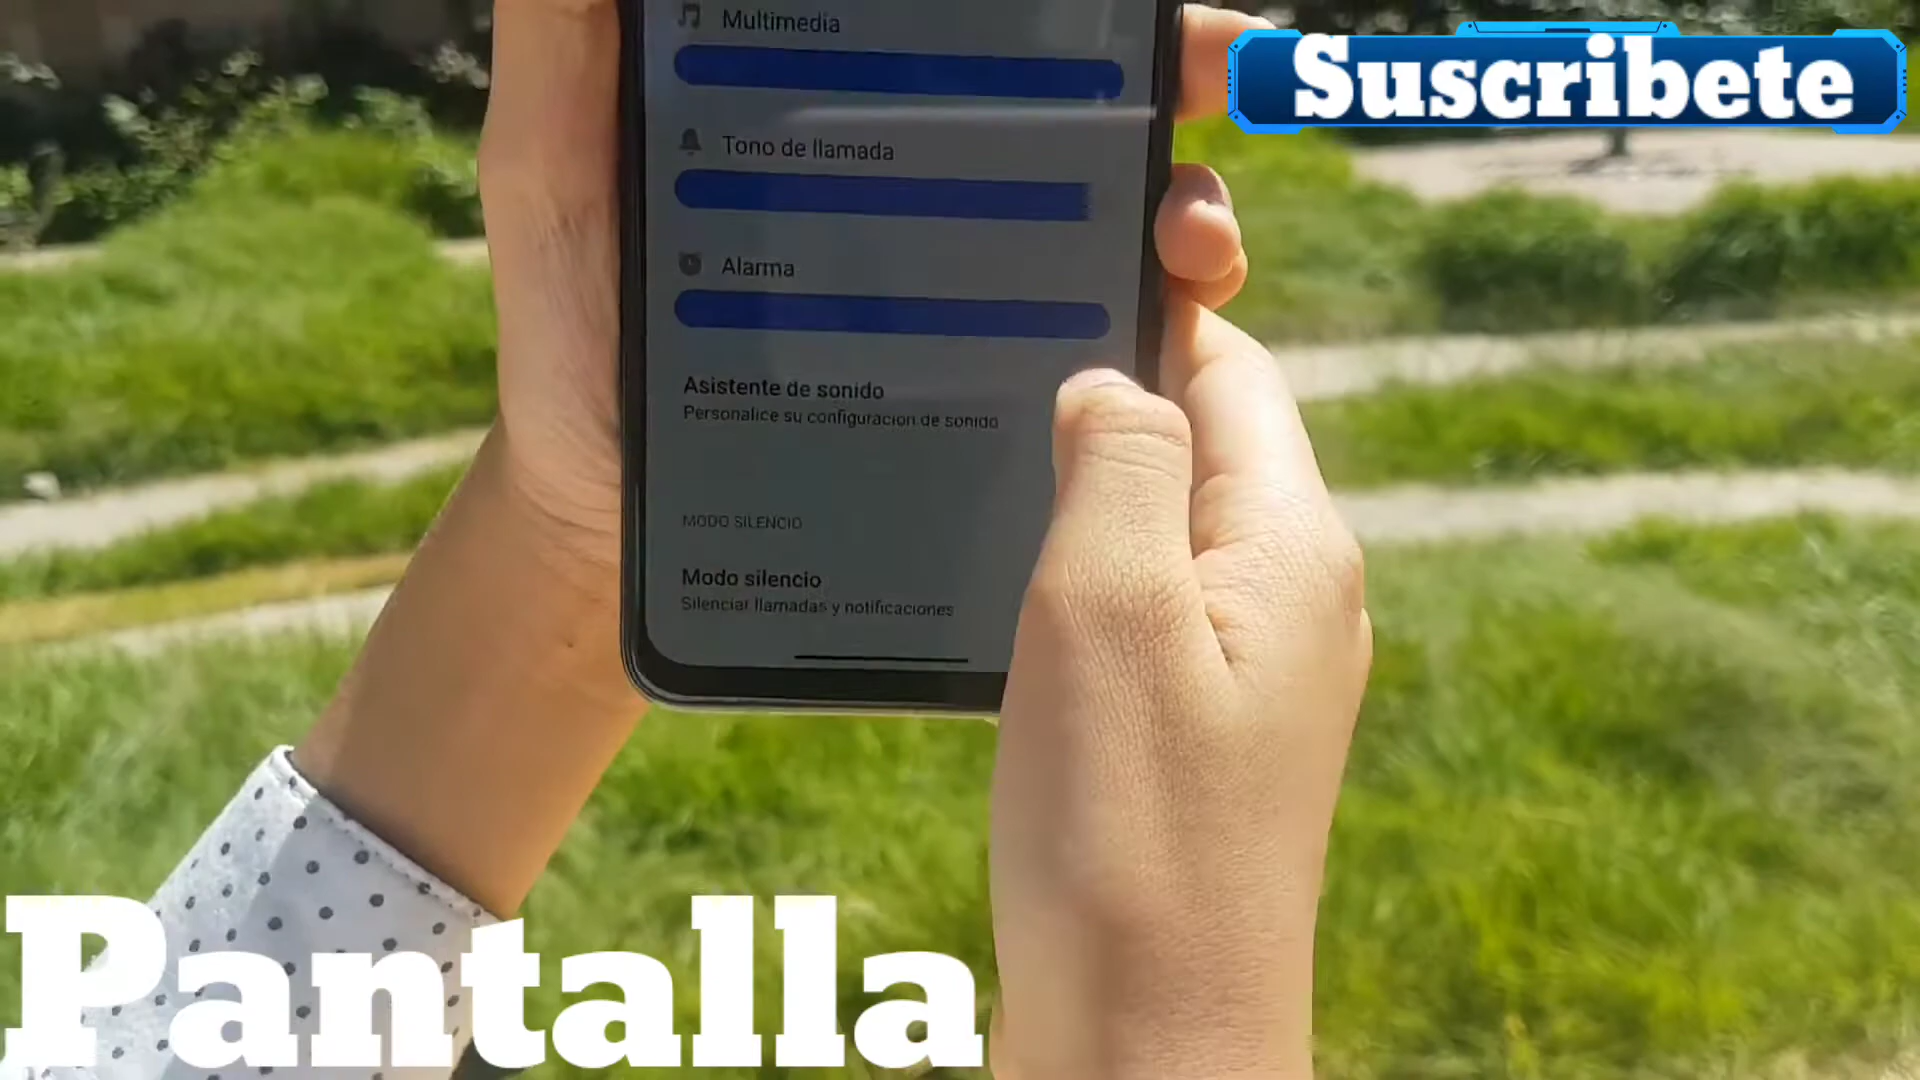 Multimedia
Suscribete
Tono de llamada
Alarma
Asistente de sonido
Personalice su configuración de sonido
MODO SILENCIO
Modo silencio
Silenciar llamadas y notificaciones
Pantalla